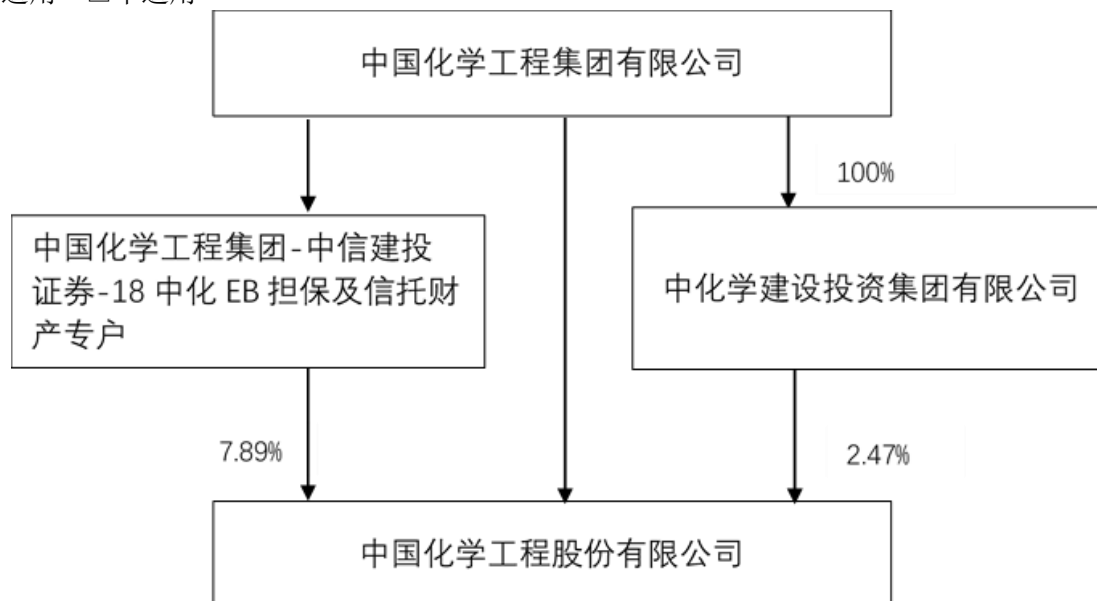 中国化学工程集团有限公司
100%
中国化学工程集团-中信建投
证券-18 中化 EB 担保及信托财
产专户
中化学建设投资集团有限公司
7.89%
2.47%
中国化学工程股份有限公司